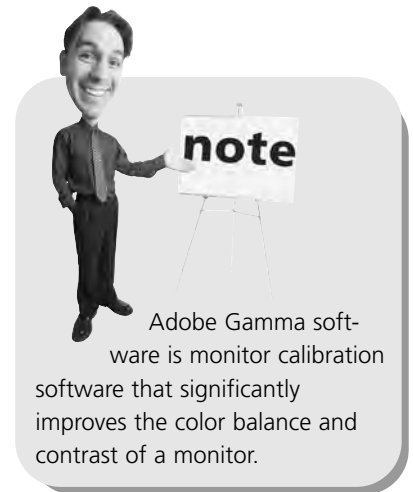 note
Adobe Gamma soft-
ware is monitor calibration
software that significantly
improves the color balance and
contrast of a monitor.